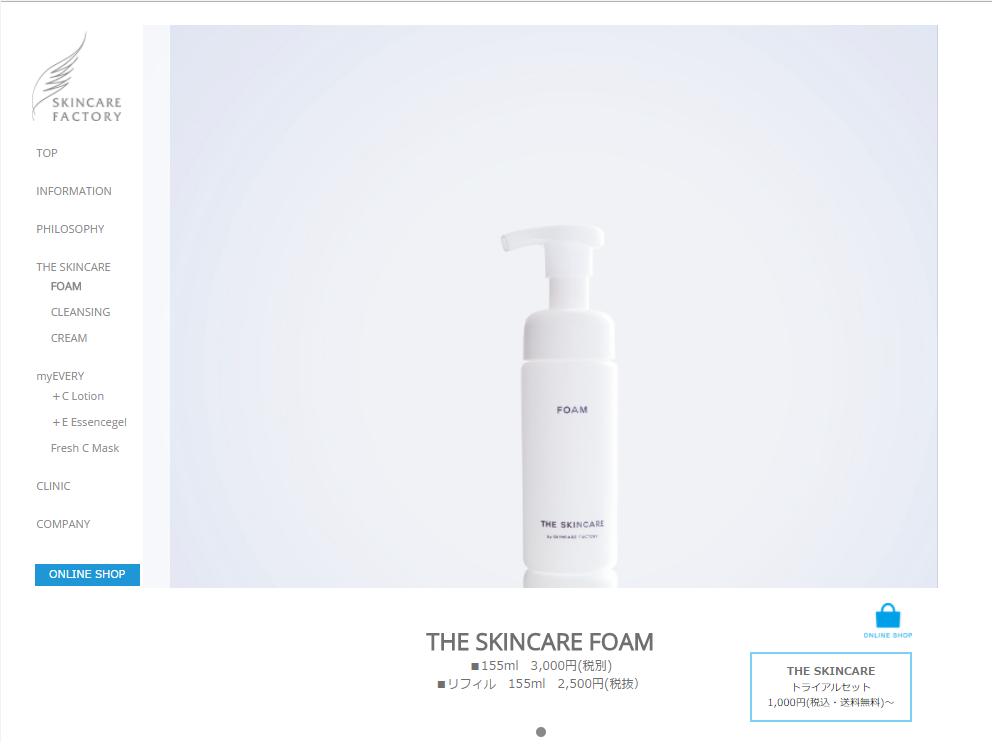 SKINCARE
FACTORY
TOP
INFORMATION
PHILOSOPHY
THE SKINCARE
FOAM
CLEANSING
CREAM
myEVERY
＋C Lotion
＋E Essencegel
Fresh C Mask
CLINIC
COMPANY
ONLINE SHOP
FOAM
THE SKINCARE
by SKINCARE FACTORY
ONLINE SHOP
THE SKINCARE FOAM
■155ml　3,000円(税別)
■リフィル　155ml　2,500円(税抜）
THE SKINCARE
トライアルセット
1,000円(税込・送料無料)～